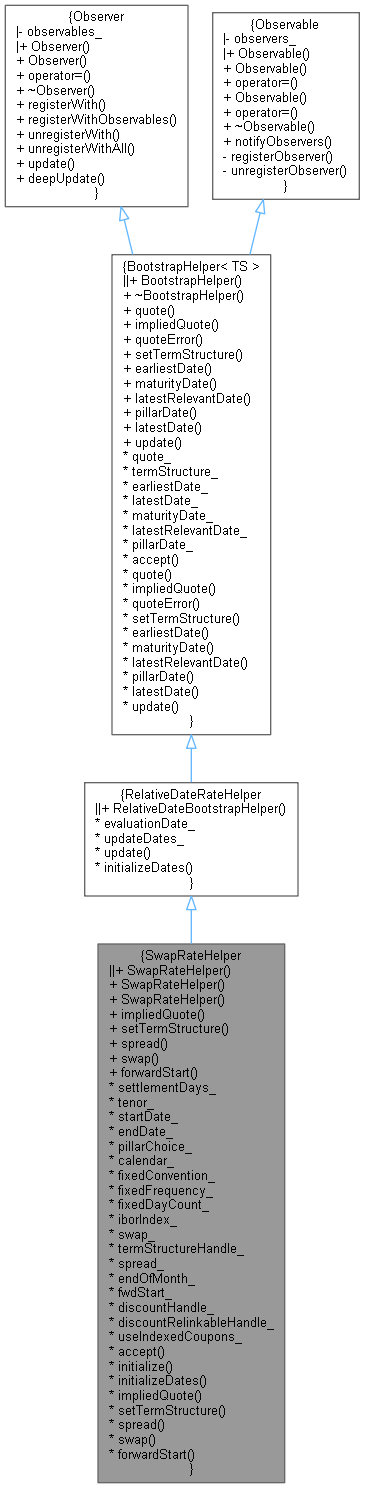 {Observer
|- observables_
|+ Observer()
+ Observer()
+ operator=()
+ ~Observer()
+ registerWith()
+ registerWithObservables()
+ unregisterWith()
+ unregisterWithAll()
+ update()
+ deepUpdate()
}
{Observable
|- observers_
|+ Observable()
+ Observable()
+ operator=()
+ Observable()
+ operator=()
+ ~Observable()
+ notifyObservers()
- registerObserver()
- unregisterObserver()
}
{BootstrapHelper< TS >
||+ BootstrapHelper()
+ ~BootstrapHelper()
+ quote()
+ impliedQuote()
+ quoteError()
+ setTermStructure()
+ earliestDate()
+ maturityDate()
+ latestRelevantDate()
+ pillarDate()
+ latestDate()
+ update()
* quote_
* termStructure_
* earliestDate_
* latestDate_
* maturityDate_
* latestRelevantDate_
* pillarDate_
* accept()
* quote()
* impliedQuote()
* quoteError()
* setTermStructure()
* earliestDate()
* maturityDate()
* latestRelevantDate()
* pillarDate()
* latestDate()
* update()
}
{RelativeDateRateHelper
||+ RelativeDateBootstrapHelper()
* evaluationDate_
* updateDates_
* update()
* initializeDates()
}
{SwapRateHelper
||+ SwapRateHelper()
+ SwapRateHelper()
+ SwapRateHelper()
+ impliedQuote()
+ setTermStructure()
+ spread()
+ swap()
+ forwardStart()
* settlementDays_
* tenor_
* startDate_
* endDate_
* pillarChoice_
* calendar_
* fixedConvention_
* fixedFrequency_
* fixedDayCount_
* iborIndex_
* swap_
* termStructureHandle_
* spread_
* endOfMonth_
* fwdStart_
* discountHandle_
* discountRelinkableHandle_
* useIndexedCoupons_
* accept()
* initialize()
* initializeDates()
* impliedQuote()
* setTermStructure()
* spread()
* swap()
* forwardStart()
}